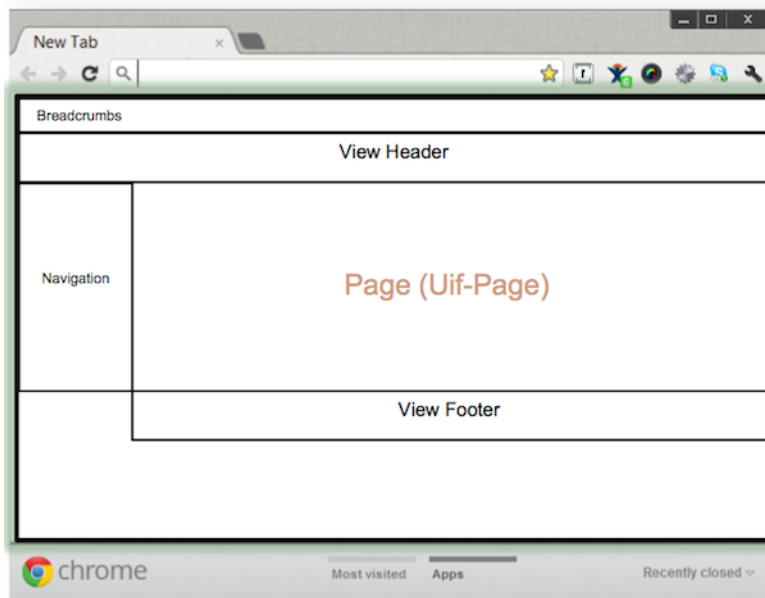 New Tab
Breadcrumbs
View Header
Navigation
Page (Uif-Page)
View Footer
chrome
Most visited
Apps
Recently closed